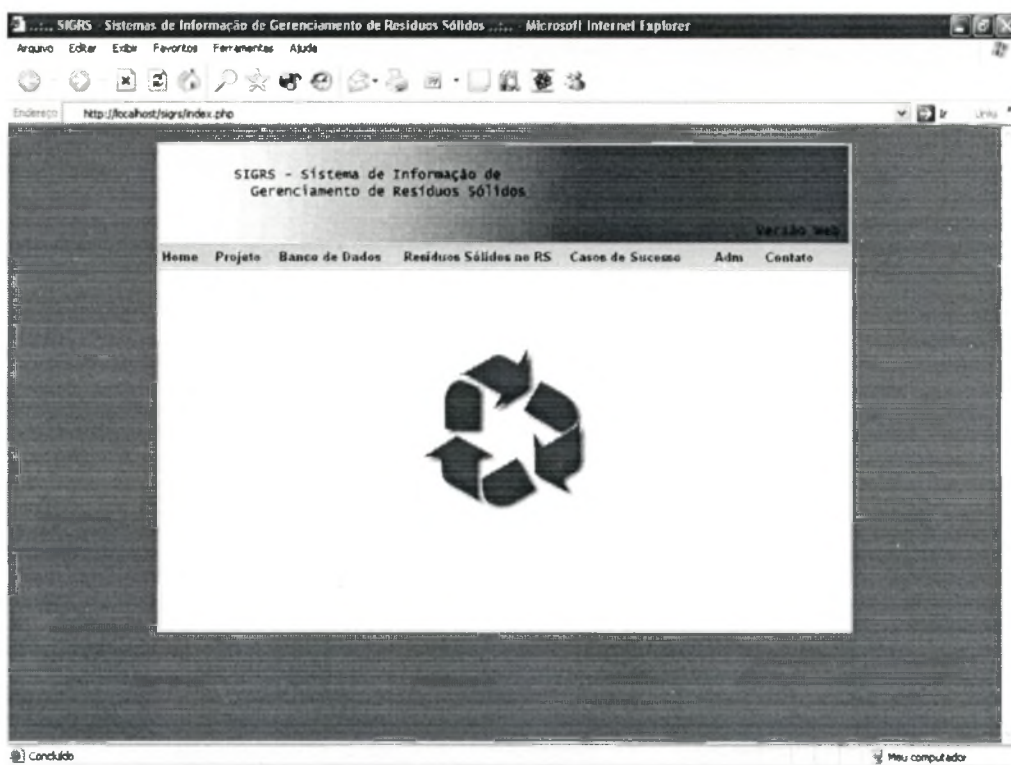 ..:.. SIGRS - Sistemas de Informação de Gerenciamento de Resíduos Sólidos ..:.. - Microsoft Internet Explorer
Arquivo Editar Exibir Favoritos Ferramentas Ajuda
Endereço http://localhost/sigrs/index.php Ir Links
SIGRS - Sistema de Informação de
Gerenciamento de Resíduos Sólidos
Versão Web
Home Projeto Banco de Dados Resíduos Sólidos no RS Casos de Sucesso Adm Contato
Concluído Meu computador